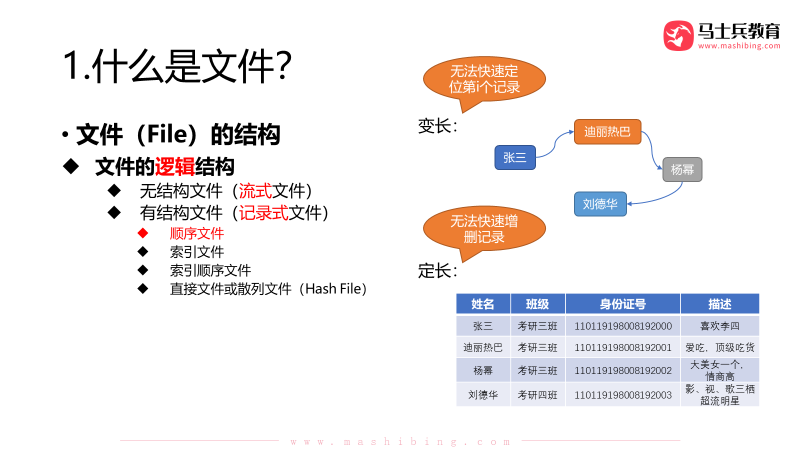 马士兵教育
www.mashibing.com
1.什么是文件？
• 文件（File）的结构
◆ 文件的逻辑结构
◆ 无结构文件（流式文件）
◆ 有结构文件（记录式文件）
◆ 顺序文件
◆ 索引文件
◆ 索引顺序文件
◆ 直接文件或散列文件（Hash File）
无法快速定
位第i个记录
变长：
张三
迪丽热巴
杨幂
刘德华
无法快速增
删记录
定长：
姓名 班级 身份证号 描述
张三 考研三班 110119198008192000 喜欢李四
迪丽热巴 考研三班 110119198008192001 爱吃，顶级吃货
杨幂 考研三班 110119198008192002 大美女一个，
情商高
刘德华 考研四班 110119198008192003 影、视、歌三栖
超流明星
www.mashibing.com